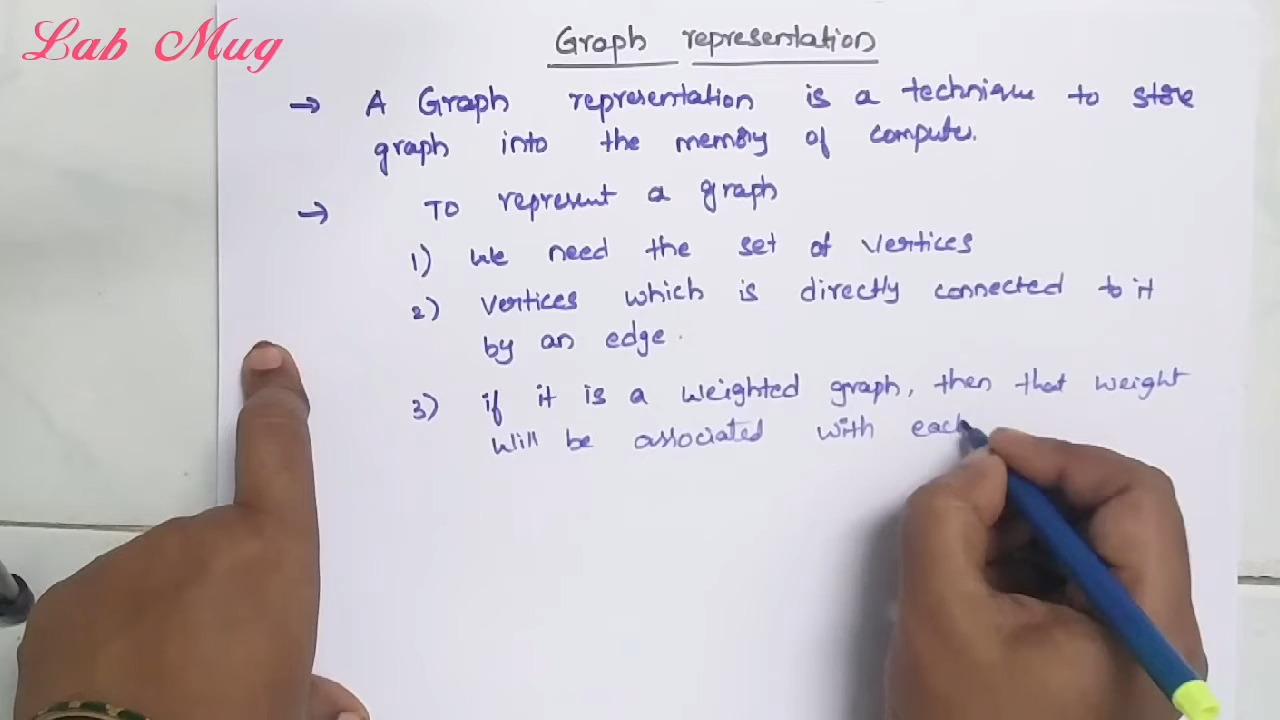 Lab Mug
Graph representation
→ A Graph representation is a technique to store
graph into the memory of computer.
→ TO represent a graph
1) We need the set of vertices
2) Vertices which is directly connected to it
by an edge.
3) if it is a weighted graph, then that weight
will be associated with each